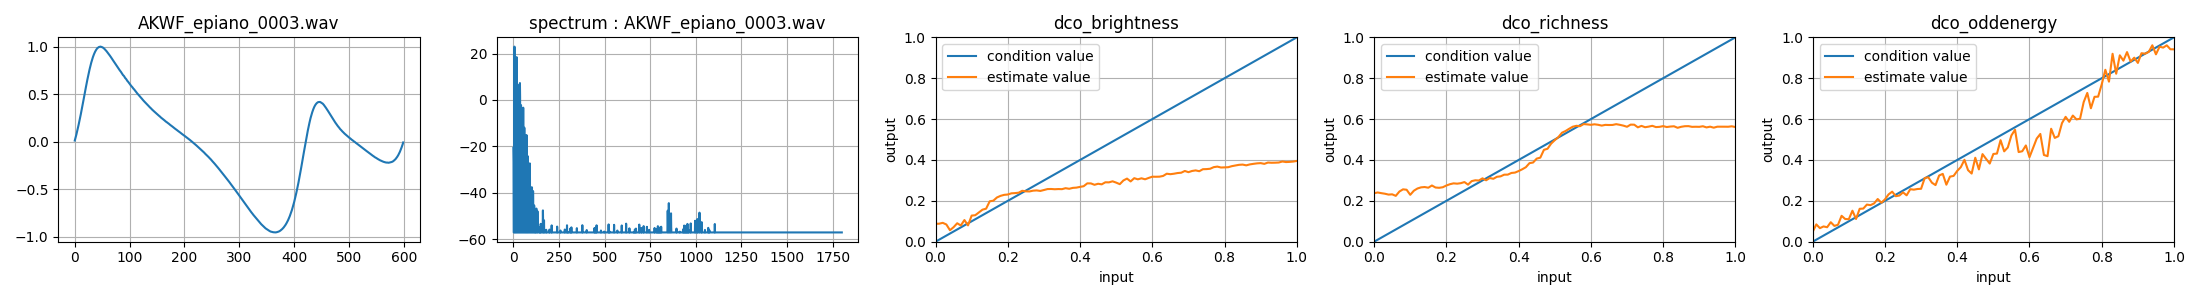 AKWF_epiano_0003.wav
1.0
0.5
0.0
−0.5
−1.0
0 100 200 300 400 500 600
spectrum : AKWF_epiano_0003.wav
20
0
−20
−40
−60
0 250 500 750 1000 1250 1500 1750
dco_brightness
condition value
estimate value
output
1.0
0.8
0.6
0.4
0.2
0.0
0.0 0.2 0.4 0.6 0.8 1.0
input
dco_richness
condition value
estimate value
output
1.0
0.8
0.6
0.4
0.2
0.0
0.0 0.2 0.4 0.6 0.8 1.0
input
dco_oddenergy
condition value
estimate value
output
1.0
0.8
0.6
0.4
0.2
0.0
0.0 0.2 0.4 0.6 0.8 1.0
input